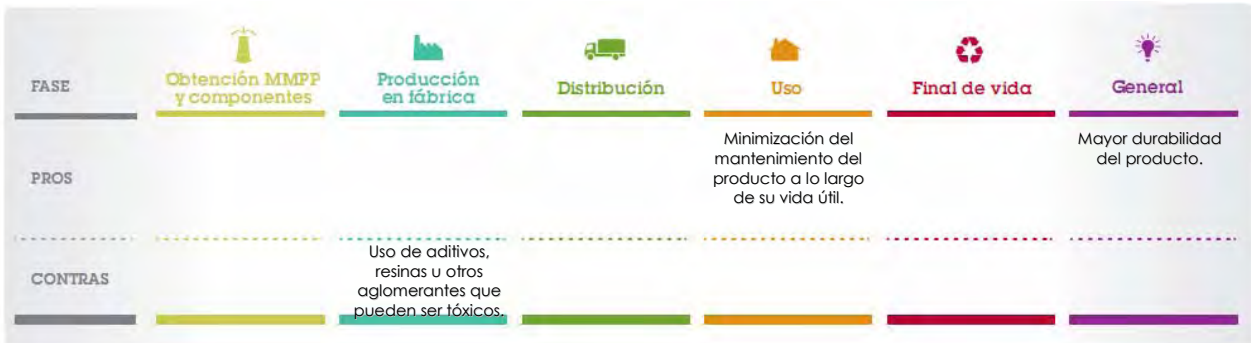 FASE
Obtención MMPP
y componentes
Producción
en fábrica
Distribución
Uso
Final de vida
General
PROS
Minimización del
mantenimiento del
producto a lo largo
de su vida útil.
Mayor durabilidad
del producto.
CONTRAS
Uso de aditivos,
resinas u otros
aglomerantes que
pueden ser tóxicos.